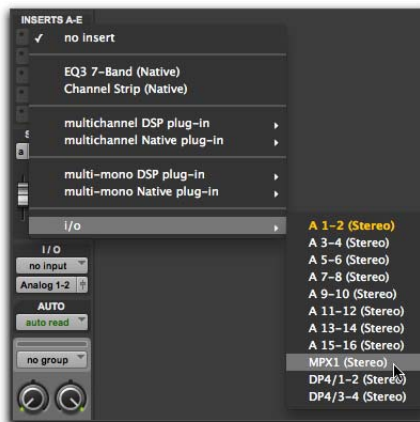 INSERTS A-E
✓ no insert
EQ3 7-Band (Native)
Channel Strip (Native)
multichannel DSP plug-in
multichannel Native plug-in
multi-mono DSP plug-in
multi-mono Native plug-in
i/o
A 1-2 (Stereo)
A 3-4 (Stereo)
A 5-6 (Stereo)
A 7-8 (Stereo)
A 9-10 (Stereo)
A 11-12 (Stereo)
A 13-14 (Stereo)
A 15-16 (Stereo)
MPX1 (Stereo)
DP4/1-2 (Stereo)
DP4/3-4 (Stereo)
S
a
I / O
no input
Analog 1-2
AUTO
auto read
no group